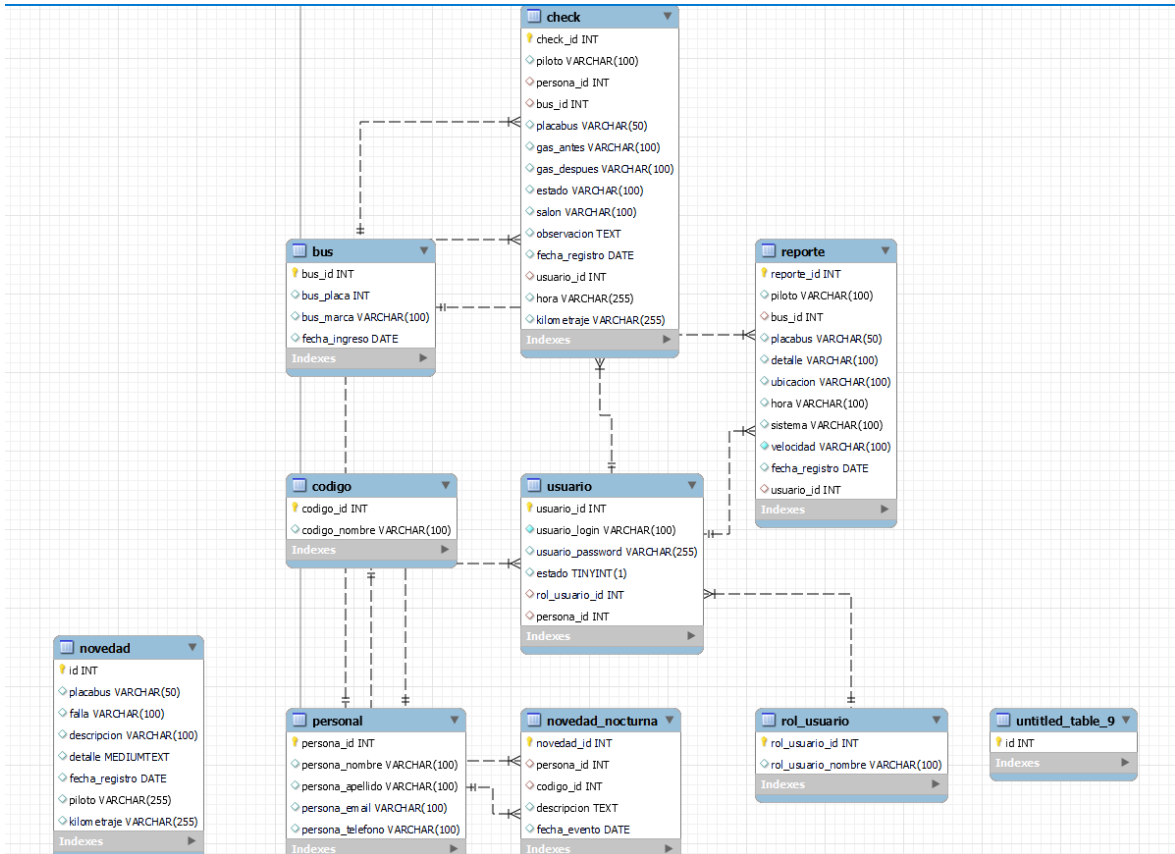 check
check_id INT
piloto VARCHAR(100)
persona_id INT
bus_id INT
placabus VARCHAR(50)
gas_antes VARCHAR(100)
gas_despues VARCHAR(100)
estado VARCHAR(100)
salon VARCHAR(100)
observacion TEXT
fecha_registro DATE
usuario_id INT
hora VARCHAR(255)
kilometraje VARCHAR(255)
Indexes
bus
bus_id INT
bus_placa INT
bus_marca VARCHAR(100)
fecha_ingreso DATE
Indexes
reporte
reporte_id INT
piloto VARCHAR(100)
bus_id INT
placabus VARCHAR(50)
detalle VARCHAR(100)
ubicacion VARCHAR(100)
hora VARCHAR(100)
sistema VARCHAR(100)
velocidad VARCHAR(100)
fecha_registro DATE
usuario_id INT
Indexes
codigo
codigo_id INT
codigo_nombre VARCHAR(100)
Indexes
usuario
usuario_id INT
usuario_login VARCHAR(100)
usuario_password VARCHAR(255)
estado TINYINT(1)
rol_usuario_id INT
persona_id INT
Indexes
novedad
id INT
placabus VARCHAR(50)
falla VARCHAR(100)
descripcion VARCHAR(100)
detalle MEDIUMTEXT
fecha_registro DATE
piloto VARCHAR(255)
kilometraje VARCHAR(255)
Indexes
personal
persona_id INT
persona_nombre VARCHAR(100)
persona_apellido VARCHAR(100)
persona_email VARCHAR(100)
persona_telefono VARCHAR(100)
Indexes
novedad_nocturna
novedad_id INT
persona_id INT
codigo_id INT
descripcion TEXT
fecha_evento DATE
Indexes
rol_usuario
rol_usuario_id INT
rol_usuario_nombre VARCHAR(100)
Indexes
untitled_table_9
id INT
Indexes